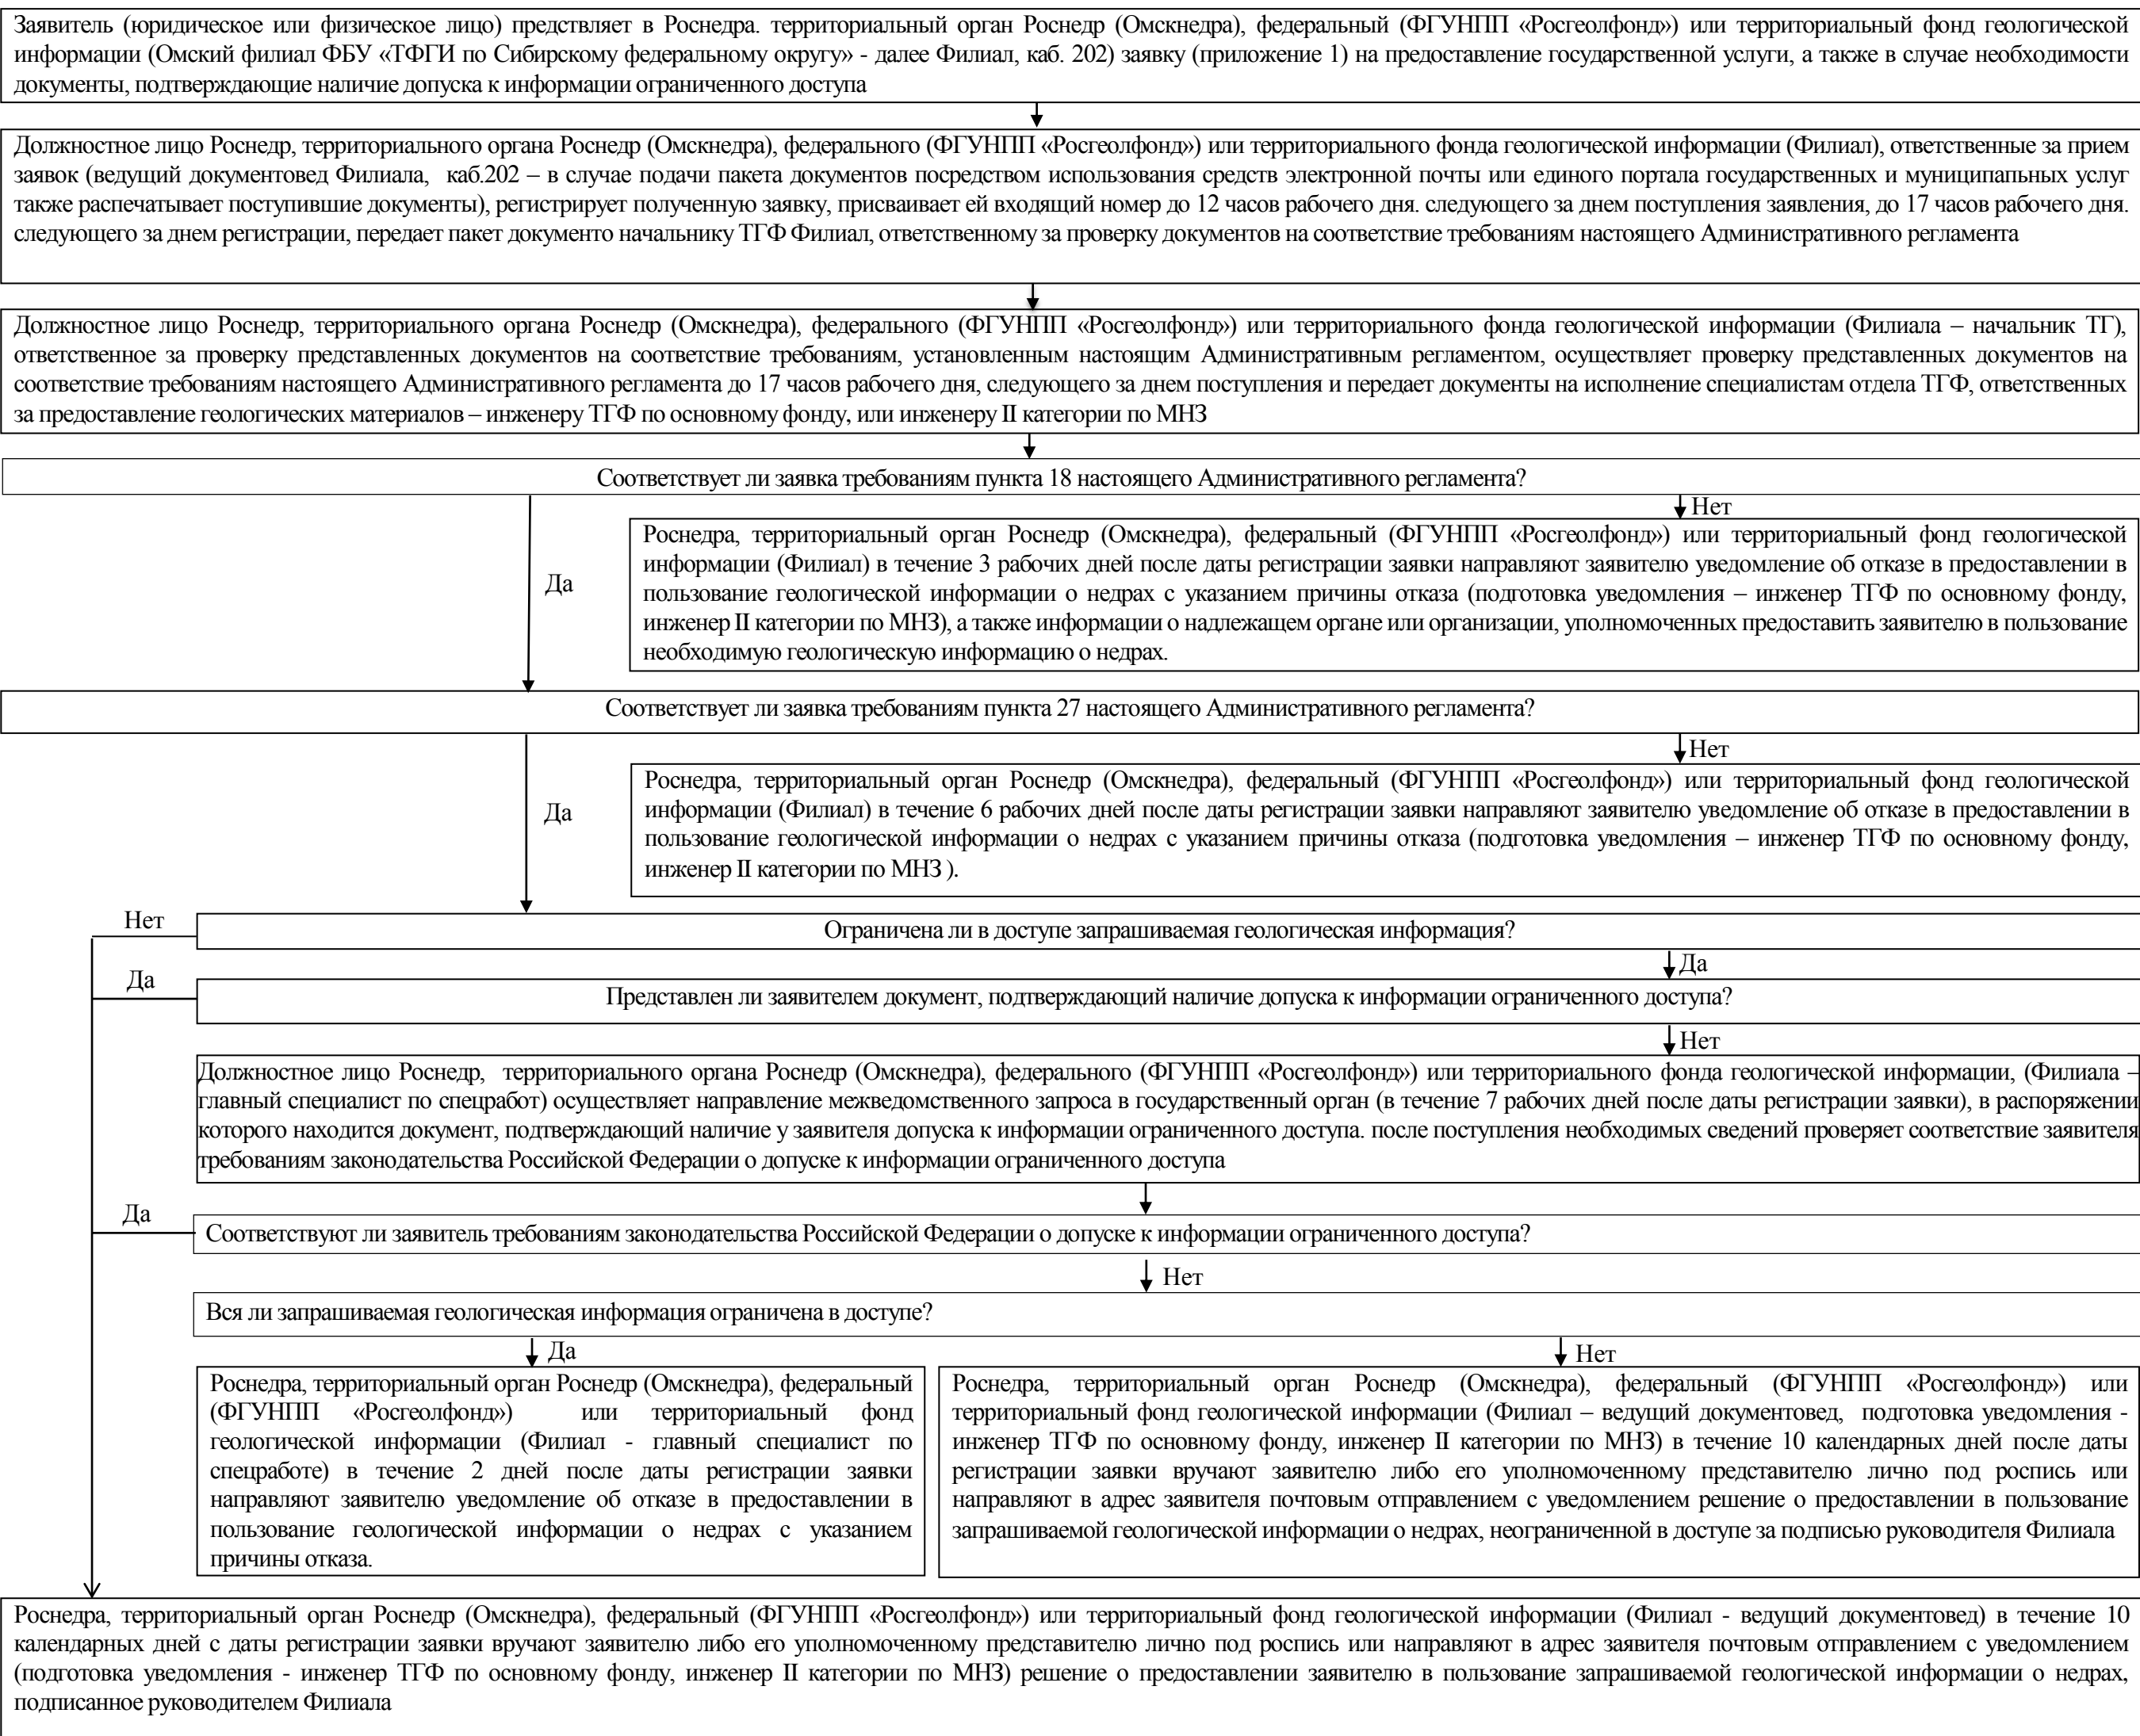 Заявитель (юридическое или физическое лицо) предствляет в Роснедра. территориальный орган Роснедр (Омскнедра), федеральный (ФГУНПП «Росгеолфонд») или территориальный фонд геологической
информации (Омский филиал ФБУ «ТФГИ по Сибирскому федеральному округу» - далее Филиал, каб. 202) заявку (приложение 1) на предоставление государственной услуги, а также в случае необходимости
документы, подтверждающие наличие допуска к информации ограниченного доступа
Должностное лицо Роснедр, территориального органа Роснедр (Омскнедра), федерального (ФГУНПП «Росгеолфонд») или территориального фонда геологической информации (Филиал), ответственные за прием
заявок (ведущий документовед Филиала, каб.202 – в случае подачи пакета документов посредством использования средств электронной почты или единого портала государственных и муниципапьных услуг
также распечатывает поступившие документы), регистрирует полученную заявку, присваивает ей входящий номер до 12 часов рабочего дня. следующего за днем поступления заявления, до 17 часов рабочего дня.
следующего за днем регистрации, передает пакет документо начальнику ТГФ Филиал, ответственному за проверку документов на соответствие требованиям настоящего Административного регламента
Должностное лицо Роснедр, территориального органа Роснедр (Омскнедра), федерального (ФГУНПП «Росгеолфонд») или территориального фонда геологической информации (Филиала – начальник ТГ),
ответственное за проверку представленных документов на соответствие требованиям, установленным настоящим Административным регламентом, осуществляет проверку представленных документов на
соответствие требованиям настоящего Административного регламента до 17 часов рабочего дня, следующего за днем поступления и передает документы на исполнение специалистам отдела ТГФ, ответственных
за предоставление геологических материалов – инженеру ТГФ по основному фонду, или инженеру II категории по МНЗ
Соответствует ли заявка требованиям пункта 18 настоящего Административного регламента?
Нет
Роснедра, территориальный орган Роснедр (Омскнедра), федеральный (ФГУНПП «Росгеолфонд») или территориальный фонд геологической
информации (Филиал) в течение 3 рабочих дней после даты регистрации заявки направляют заявителю уведомление об отказе в предоставлении в
пользование геологической информации о недрах с указанием причины отказа (подготовка уведомления – инженер ТГФ по основному фонду,
инженер II категории по МНЗ), а также информации о надлежащем органе или организации, уполномоченных предоставить заявителю в пользование
необходимую геологическую информацию о недрах.
Да
Соответствует ли заявка требованиям пункта 27 настоящего Административного регламента?
Нет
Роснедра, территориальный орган Роснедр (Омскнедра), федеральный (ФГУНПП «Росгеолфонд») или территориальный фонд геологической
информации (Филиал) в течение 6 рабочих дней после даты регистрации заявки направляют заявителю уведомление об отказе в предоставлении в
пользование геологической информации о недрах с указанием причины отказа (подготовка уведомления – инженер ТГФ по основному фонду,
инженер II категории по МНЗ ).
Да
Нет
Ограничена ли в доступе запрашиваемая геологическая информация?
Да
Да
Представлен ли заявителем документ, подтверждающий наличие допуска к информации ограниченного доступа?
Нет
Должностное лицо Роснедр, территориального органа Роснедр (Омскнедра), федерального (ФГУНПП «Росгеолфонд») или территориального фонда геологической информации, (Филиала –
главный специалист по спецработ) осуществляет направление межведомственного запроса в государственный орган (в течение 7 рабочих дней после даты регистрации заявки), в распоряжении
которого находится документ, подтверждающий наличие у заявителя допуска к информации ограниченного доступа. после поступления необходимых сведений проверяет соответствие заявителя
требованиям законодательства Российской Федерации о допуске к информации ограниченного доступа
Да
Соответствуют ли заявитель требованиям законодательства Российской Федерации о допуске к информации ограниченного доступа?
Нет
Вся ли запрашиваемая геологическая информация ограничена в доступе?
Да
Нет
Роснедра, территориальный орган Роснедр (Омскнедра), федеральный
(ФГУНПП «Росгеолфонд») или территориальный фонд
геологической информации (Филиал - главный специалист по
спецработе) в течение 2 дней после даты регистрации заявки
направляют заявителю уведомление об отказе в предоставлении в
пользование геологической информации о недрах с указанием
причины отказа.
Роснедра, территориальный орган Роснедр (Омскнедра), федеральный (ФГУНПП «Росгеолфонд») или
территориальный фонд геологической информации (Филиал – ведущий документовед, подготовка уведомления -
инженер ТГФ по основному фонду, инженер II категории по МНЗ) в течение 10 календарных дней после даты
регистрации заявки вручают заявителю либо его уполномоченному представителю лично под роспись или
направляют в адрес заявителя почтовым отправлением с уведомлением решение о предоставлении в пользование
запрашиваемой геологической информации о недрах, неограниченной в доступе за подписью руководителя Филиала
Роснедра, территориальный орган Роснедр (Омскнедра), федеральный (ФГУНПП «Росгеолфонд») или территориальный фонд геологической информации (Филиал - ведущий документовед) в течение 10
календарных дней с даты регистрации заявки вручают заявителю либо его уполномоченному представителю лично под роспись или направляют в адрес заявителя почтовым отправлением с уведомлением
(подготовка уведомления - инженер ТГФ по основному фонду, инженер II категории по МНЗ) решение о предоставлении заявителю в пользование запрашиваемой геологической информации о недрах,
подписанное руководителем Филиала